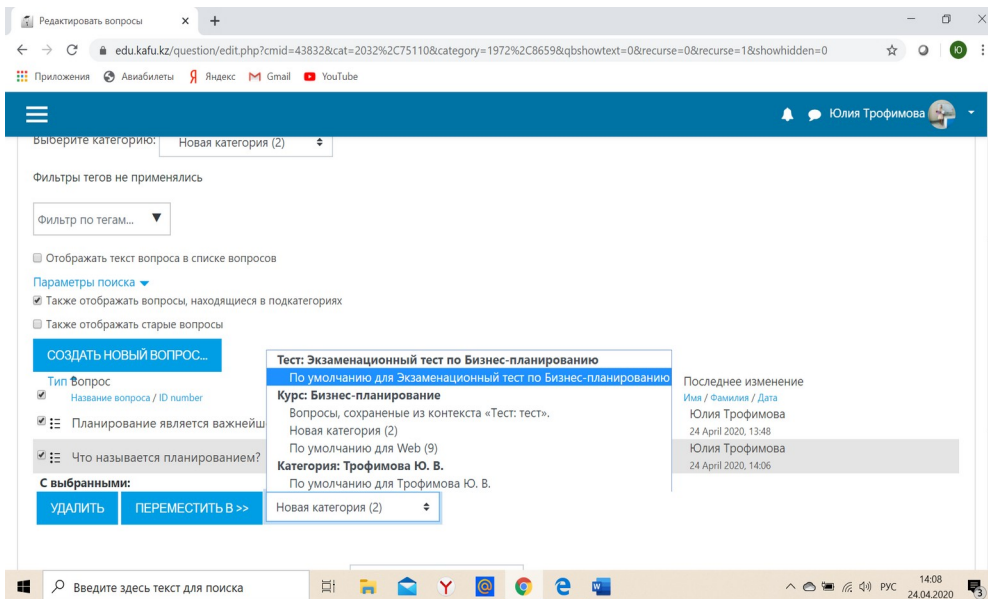 Редактировать вопросы
edu.kafu.kz/question/edit.php?cmid=43832&cat=2032%2C75110&category=1972%2C8659&qbshowtext=0&recurse=0&recurse=1&showhidden=0
Ю
Приложения Авиабилеты Яндекс Gmail YouTube
Юлия Трофимова
Выберите категорию: Новая категория (2)
Фильтры тегов не применялись
Фильтр по тегам...
Отображать текст вопроса в списке вопросов
Параметры поиска
Также отображать вопросы, находящиеся в подкатегориях
Также отображать старые вопросы
СОЗДАТЬ НОВЫЙ ВОПРОС...
Тест: Экзаменационный тест по Бизнес-планированию
По умолчанию для Экзаменационный тест по Бизнес-планированию
Курс: Бизнес-планирование
Вопросы, сохраненые из контекста «Тест: тест».
Новая категория (2)
По умолчанию для Web (9)
Категория: Трофимова Ю. В.
По умолчанию для Трофимова Ю. В.
Тип Вопрос
Название вопроса / ID number
Последнее изменение
Имя / Фамилия / Дата
Планирование является важнейш
Юлия Трофимова
24 April 2020, 13:48
Что называется планированием?
Юлия Трофимова
24 April 2020, 14:06
С выбранными:
УДАЛИТЬ ПЕРЕМЕСТИТЬ В >> Новая категория (2)
Введите здесь текст для поиска
РУС
14:08
24.04.2020
3